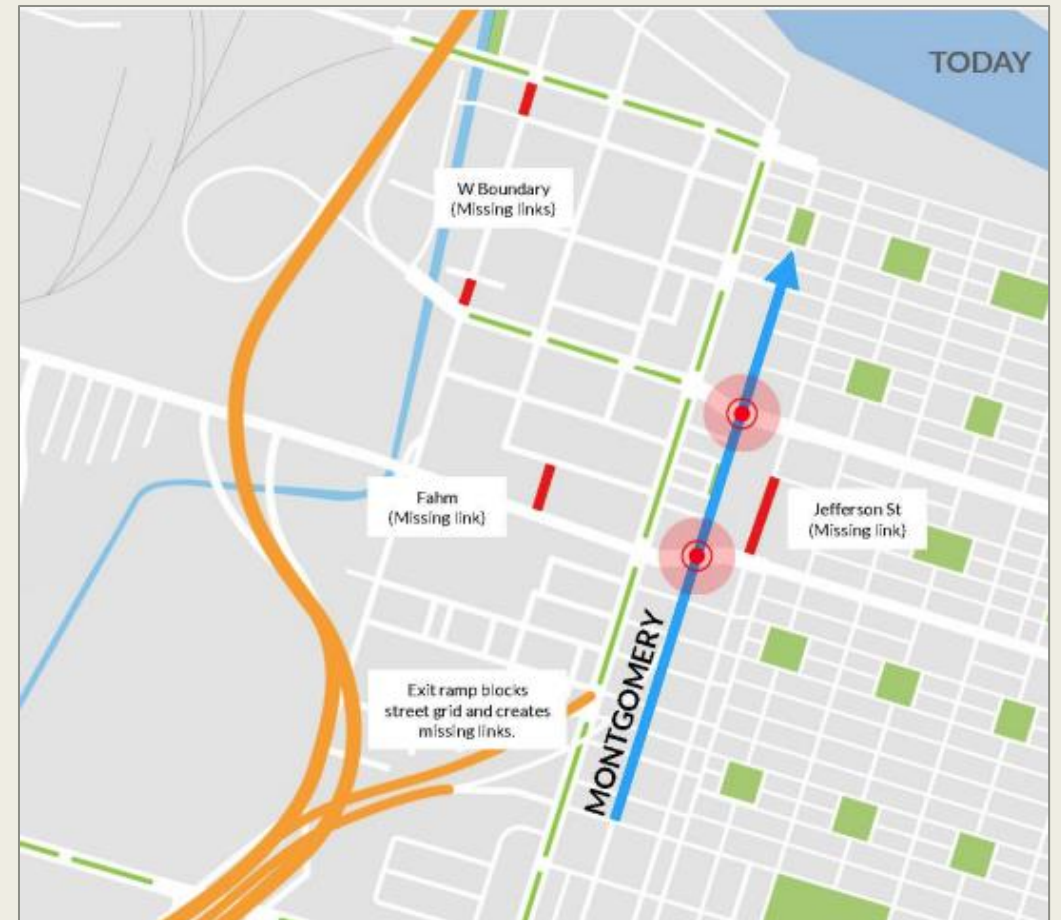 TODAY
W Boundary
(Missing links)
Fahm
(Missing link)
Jefferson St
(Missing link)
MONTGOMERY
Exit ramp blocks
street grid and creates
missing links.